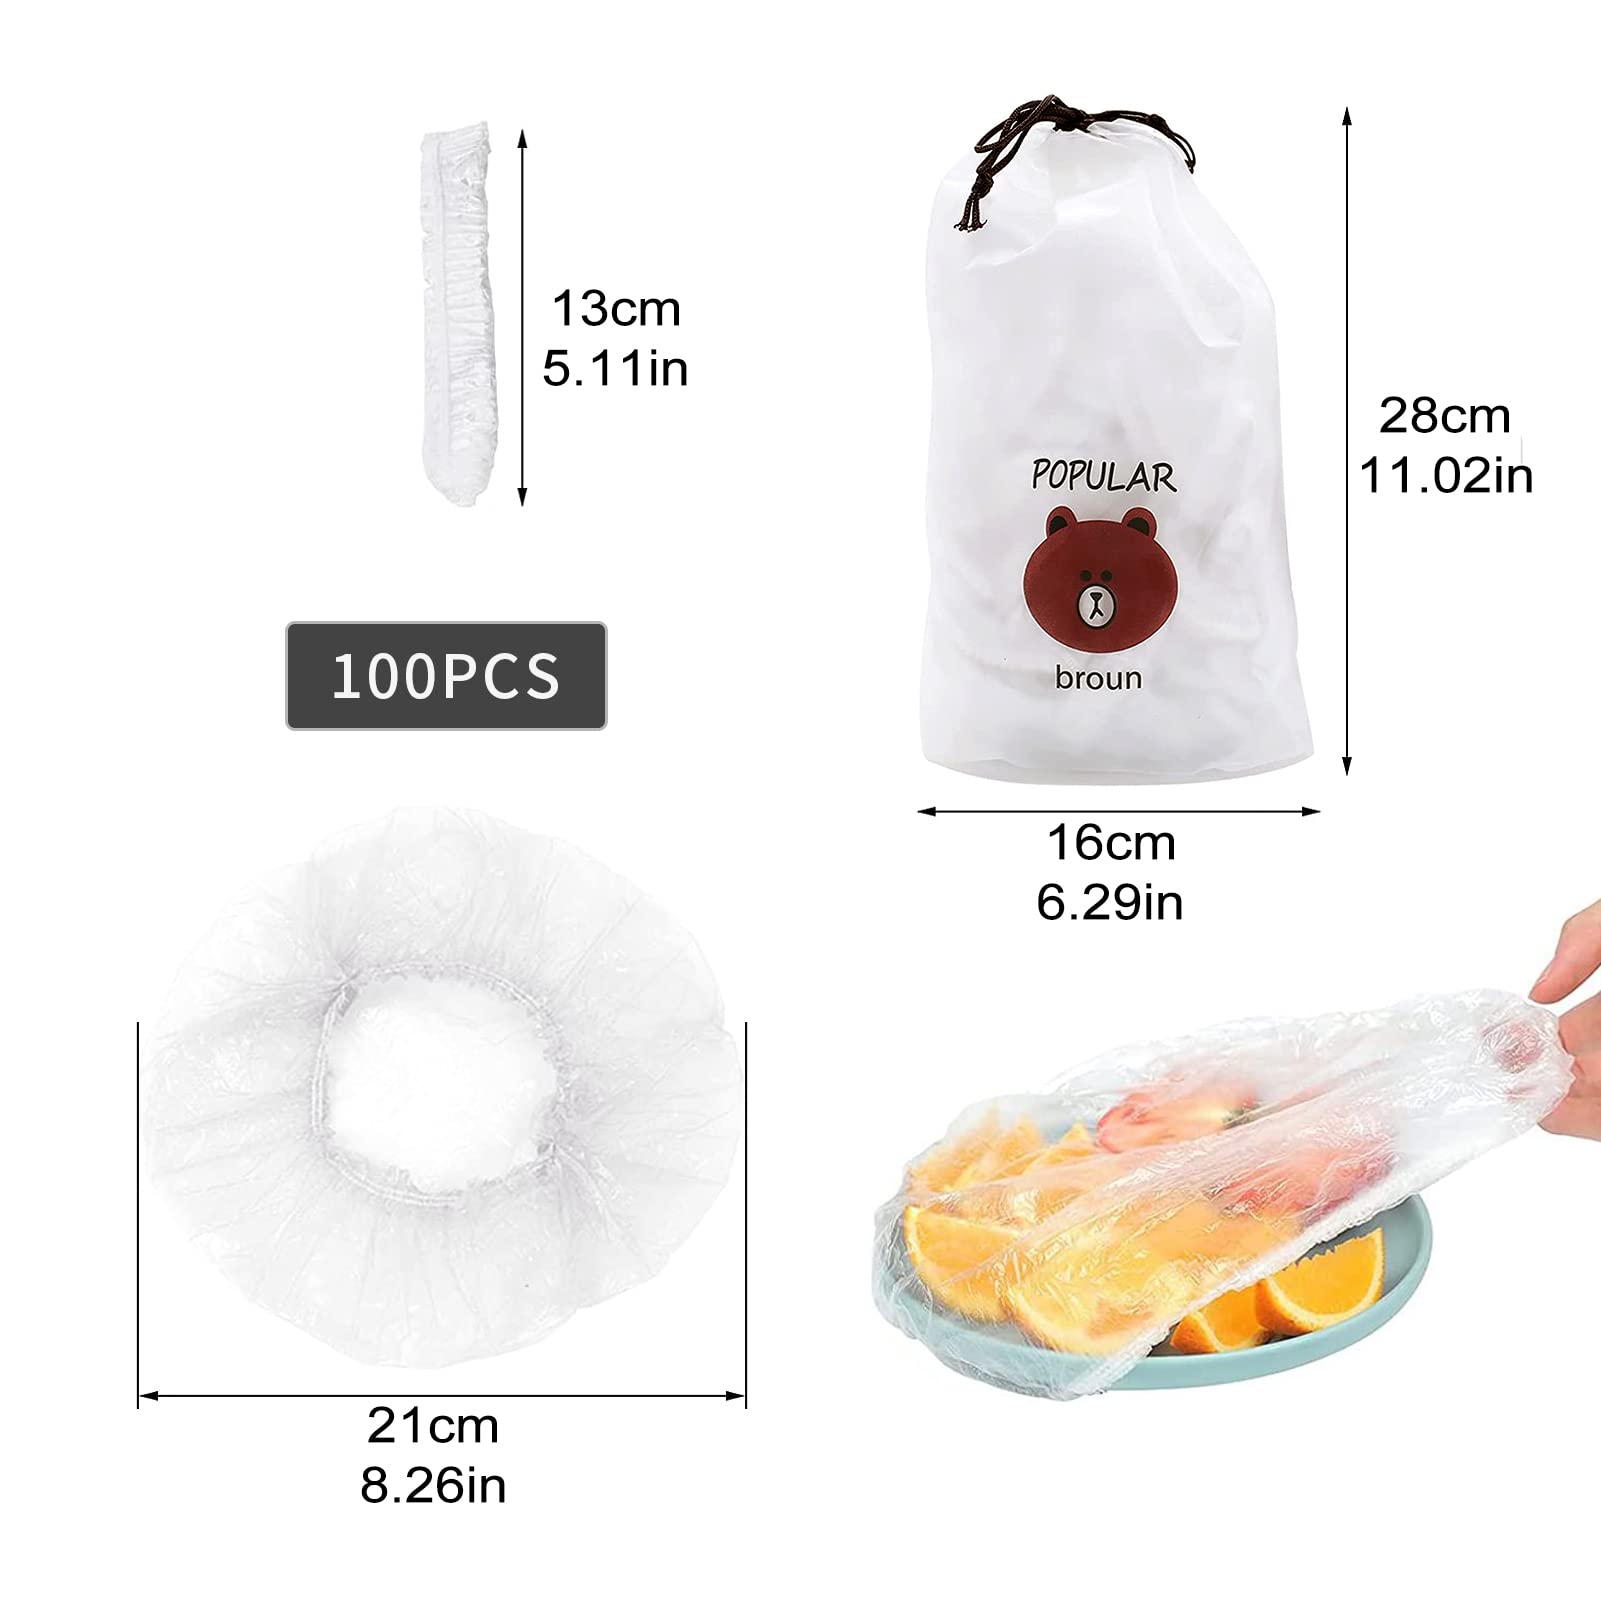 13cm
5.11in
POPULAR
broun
28cm
11.02in
100PCS
16cm
6.29in
21cm
8.26in